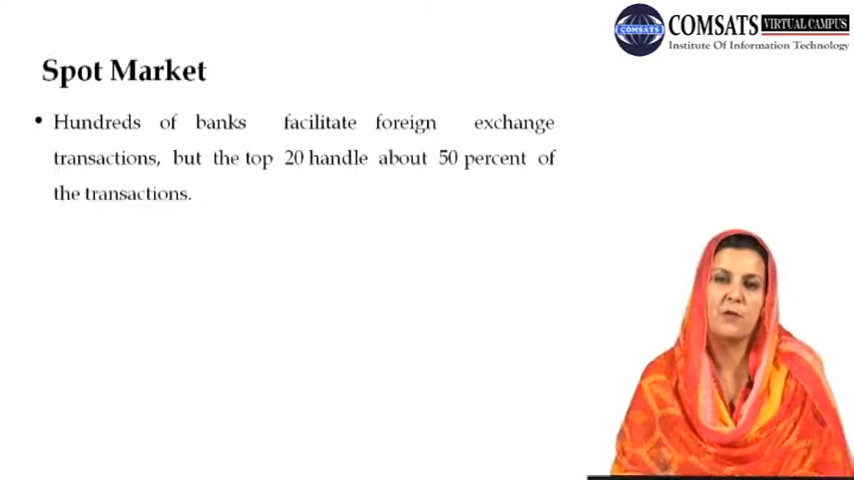 COMSATS VIRTUAL CAMPUS
COMSATS
Institute Of Information Technology
Spot Market
• Hundreds of banks facilitate foreign exchange
transactions, but the top 20 handle about 50 percent of
the transactions.